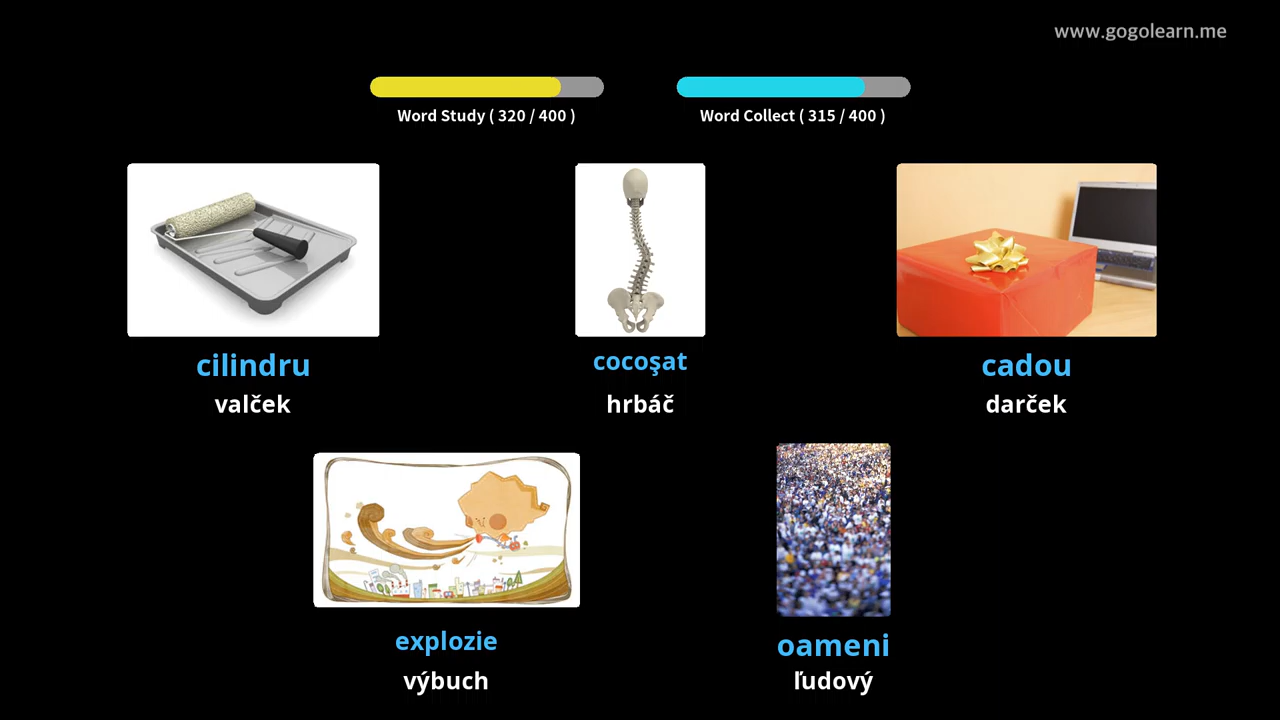 www.gogolearn.me
Word Study ( 320 / 400 )
Word Collect ( 315 / 400 )
cilindru
valček
cocoşat
hrbáč
cadou
darček
explozie
výbuch
oameni
ľudový